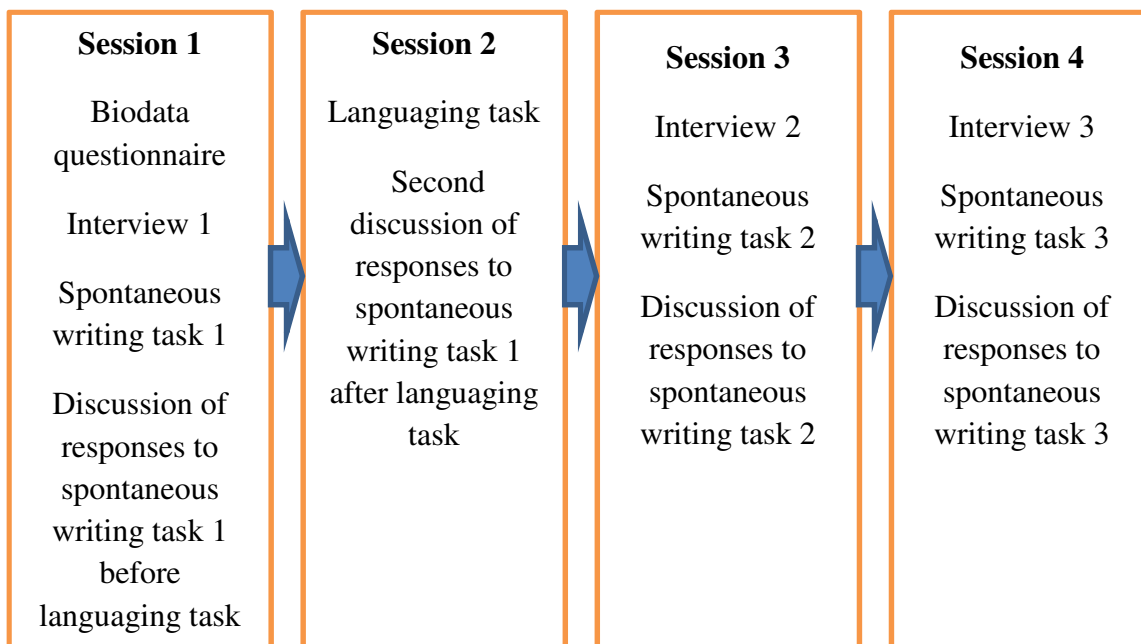 Session 1
Biodata
questionnaire
Interview 1
Spontaneous
writing task 1
Discussion of
responses to
spontaneous
writing task 1
before
languaging task
Session 2
Languaging task
Second
discussion of
responses to
spontaneous
writing task 1
after languaging
task
Session 3
Interview 2
Spontaneous
writing task 2
Discussion of
responses to
spontaneous
writing task 2
Session 4
Interview 3
Spontaneous
writing task 3
Discussion of
responses to
spontaneous
writing task 3